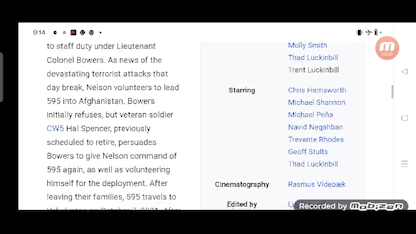 9:14
to staff duty under Lieutenant
Colonel Bowers. As news of the
devastating terrorist attacks that
day break, Nelson volunteers to lead
595 into Afghanistan. Bowers
initially refuses, but veteran soldier
CW5 Hal Spencer, previously
scheduled to retire, persuades
Bowers to give Nelson command of
595 again, as well as volunteering
himself for the deployment. After
leaving their families, 595 travels to
Molly Smith
Thad Luckinbill
Trent Luckinbill
Starring
Chris Hemsworth
Michael Shannon
Michael Peña
Navid Negahban
Trevante Rhodes
Geoff Stults
Thad Luckinbill
Cinematography
Rasmus Videbæk
Edited by
Recorded by
mobizen